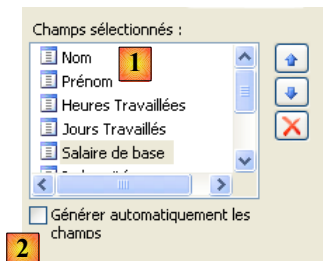 Champs sélectionnés :
Nom
1
Prénom
Heures Travaillées
Jours Travaillés
Salaire de base
Générer automatiquement les
champs
2